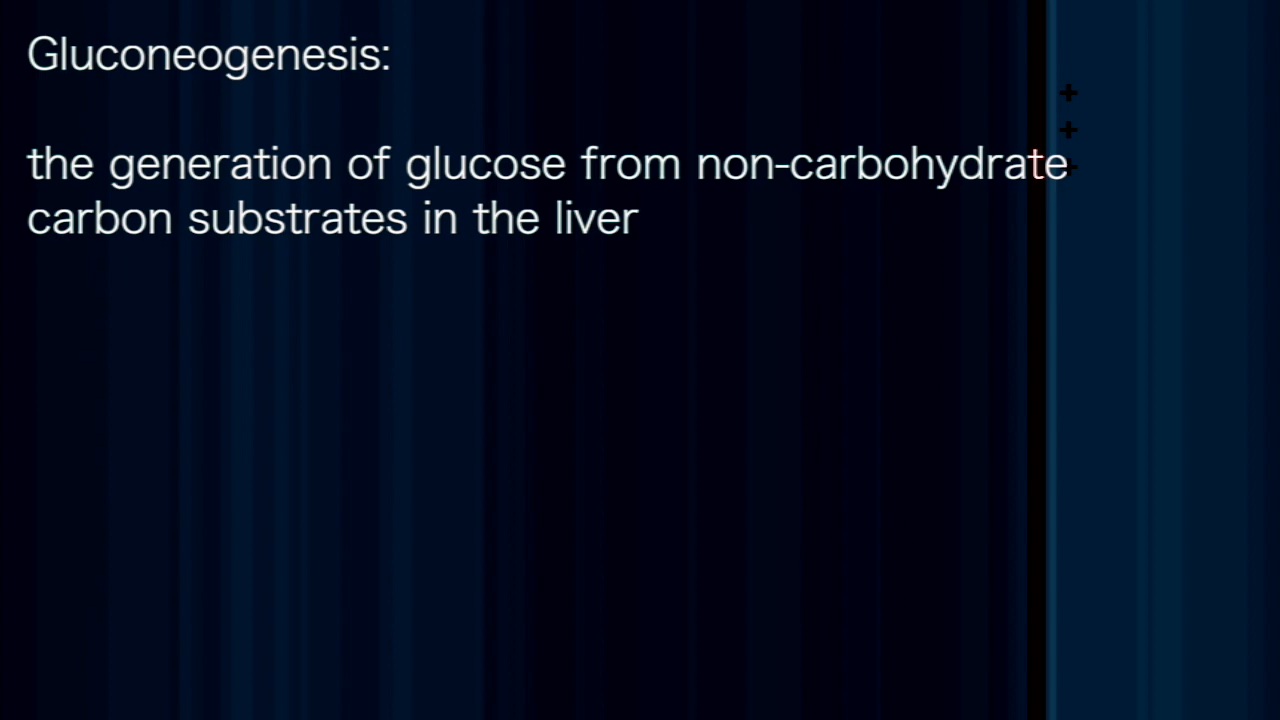 Gluconeogenesis:
the generation of glucose from non-carbohydrate
carbon substrates in the liver